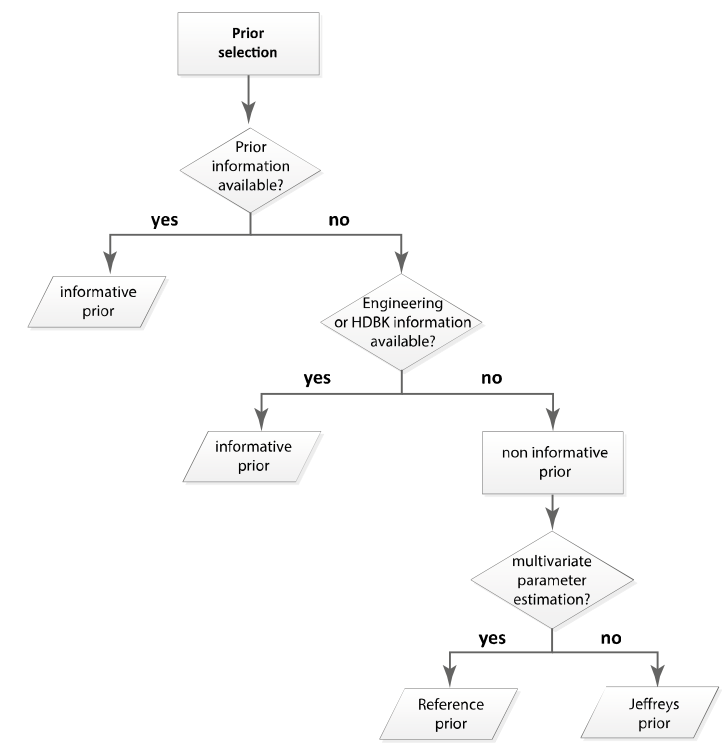 Prior
selection
Prior
information
available?
yes
no
informative
prior
Engineering
or HDBK information
available?
yes
no
informative
prior
non informative
prior
multivariate
parameter
estimation?
yes
no
Reference
prior
Jeffreys
prior